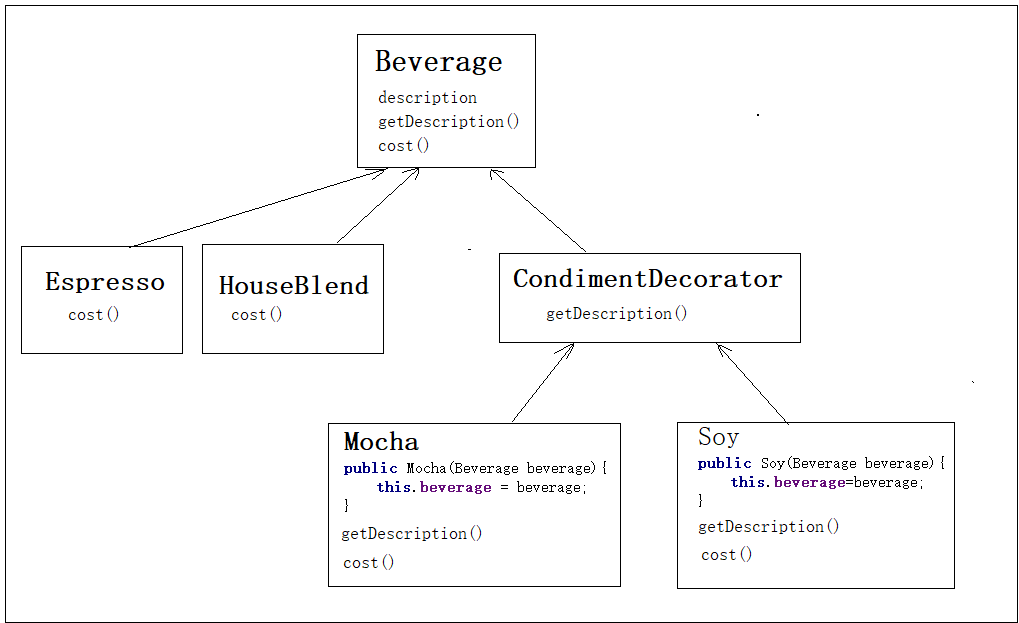 Beverage
description
getDescription()
cost()
Espresso
cost()
HouseBlend
cost()
CondimentDecorator
getDescription()
Mocha
public Mocha(Beverage beverage){
this.beverage = beverage;
}
getDescription()
cost()
Soy
public Soy(Beverage beverage){
this.beverage=beverage;
}
getDescription()
cost()